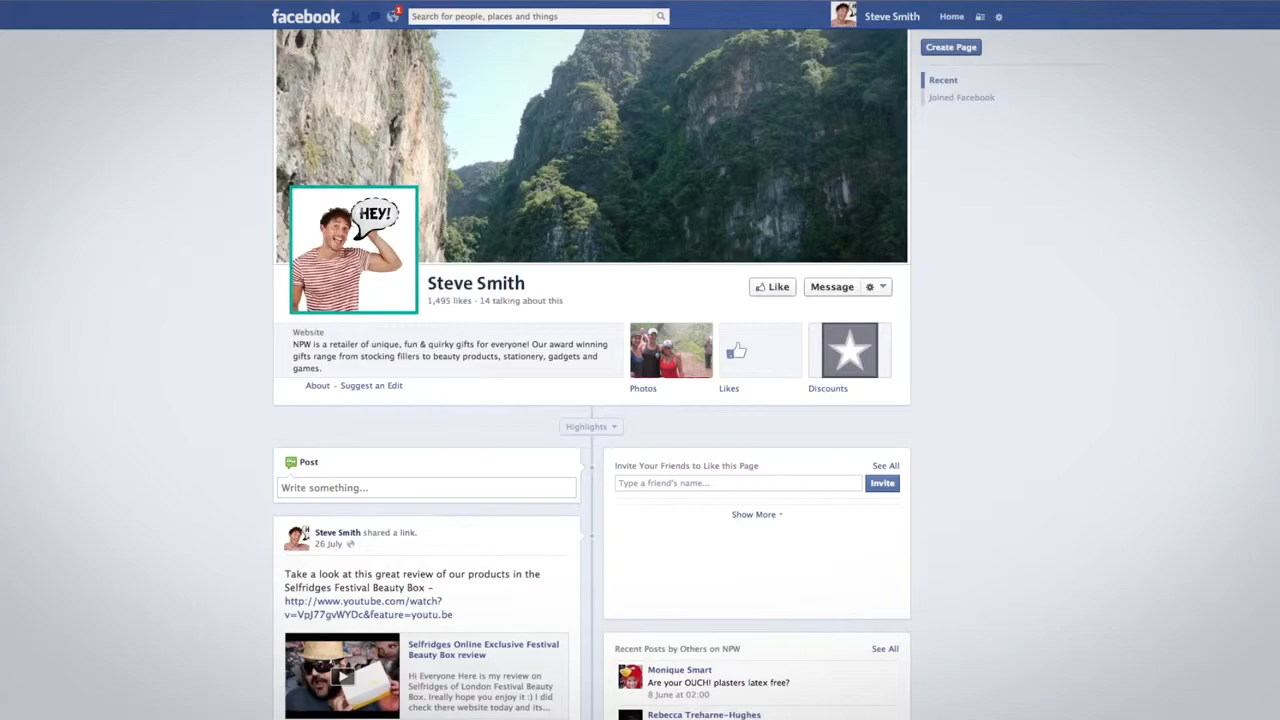 facebook
1
Search for people, places and things
Steve Smith
Home
Create Page
Recent
Joined Facebook
HEY!
Steve Smith
1,495 likes · 14 talking about this
Like
Message
Website
NPW is a retailer of unique, fun & quirky gifts for everyone! Our award winning
gifts range from stocking fillers to beauty products, stationery, gadgets and
games.
About - Suggest an Edit
Photos
Likes
Discounts
Highlights
Post
Write something...
Invite Your Friends to Like this Page
See All
Type a friend's name...
Invite
Show More
Steve Smith shared a link.
26 July
Take a look at this great review of our products in the
Selfridges Festival Beauty Box -
http://www.youtube.com/watch?
v=VpJ77gvWYDc&feature=youtu.be
Selfridges Online Exclusive Festival
Beauty Box review
Hi Everyone Here is my review on
Selfridges of London Festival Beauty
Box. Ireally hope you enjoy it :) I did
check there website today and its...
Recent Posts by Others on NPW
See All
Monique Smart
Are your OUCH! plasters latex free?
8 June at 02:00
Rebecca Treharne-Hughes